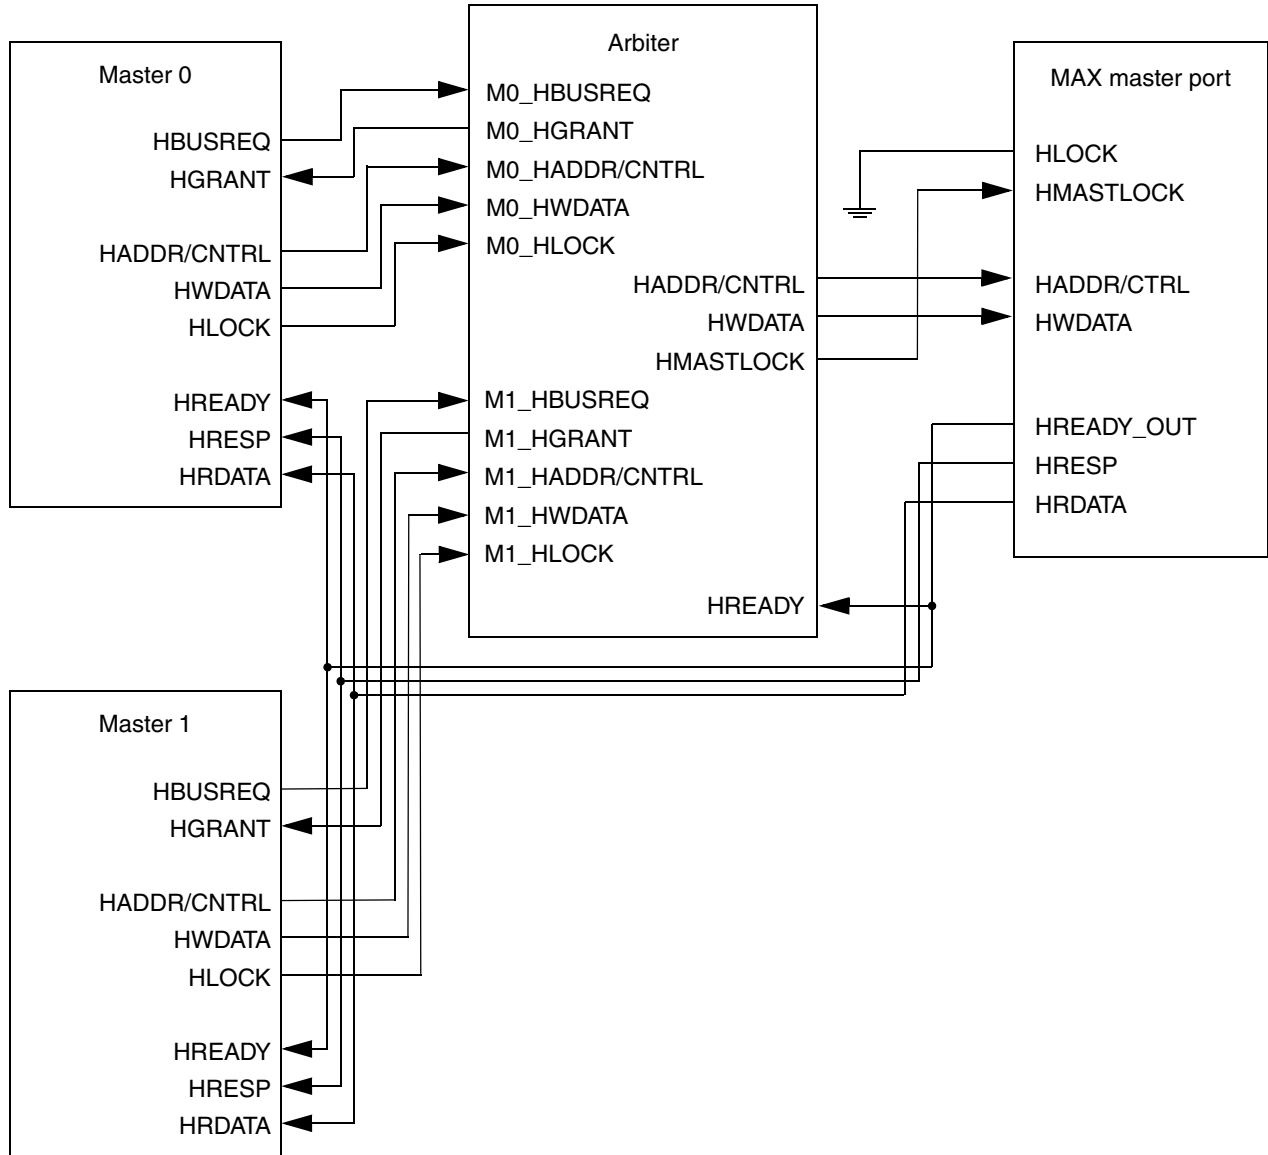 Master 0
HBUSREQ
HGRANT
HADDR/CNTRL
HWDATA
HLOCK
HREADY
HRESP
HRDATA
Arbiter
M0_HBUSREQ
M0_HGRANT
M0_HADDR/CNTRL
M0_HWDATA
M0_HLOCK
HADDR/CNTRL
HWDATA
HMASTLOCK
M1_HBUSREQ
M1_HGRANT
M1_HADDR/CNTRL
M1_HWDATA
M1_HLOCK
HREADY
MAX master port
HLOCK
HMASTLOCK
HADDR/CTRL
HWDATA
HREADY_OUT
HRESP
HRDATA
Master 1
HBUSREQ
HGRANT
HADDR/CNTRL
HWDATA
HLOCK
HREADY
HRESP
HRDATA